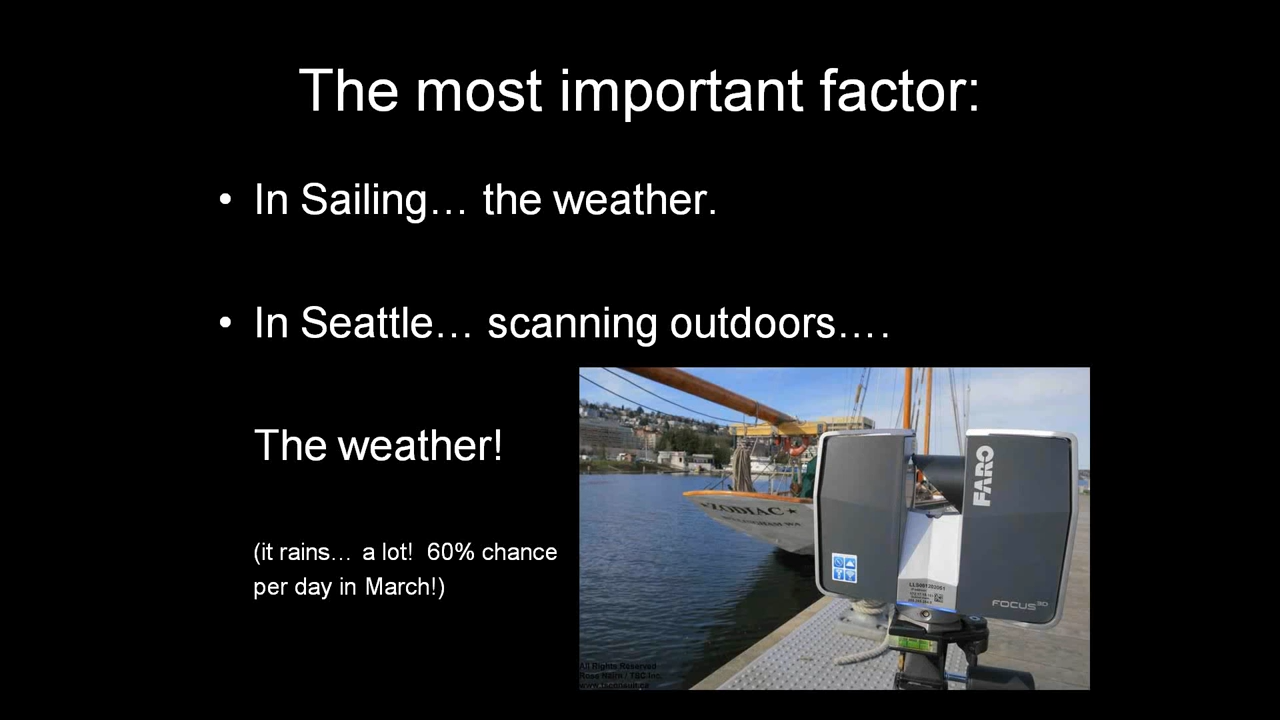 The most important factor:
• In Sailing… the weather.
• In Seattle… scanning outdoors….
The weather!
(it rains… a lot!  60% chance
per day in March!)
FARO
★ZODIAC★
FOCUS3D
All Rights Reserved